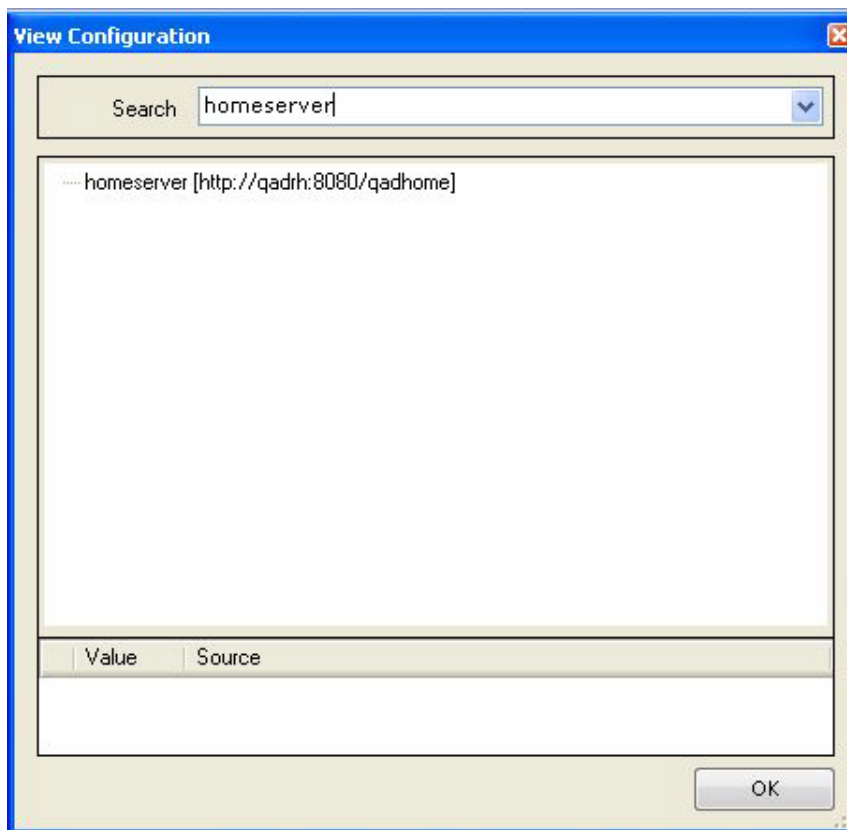 View Configuration
Search homeserver
homeserver [http://qadrh:8080/qadhome]
Value Source
OK